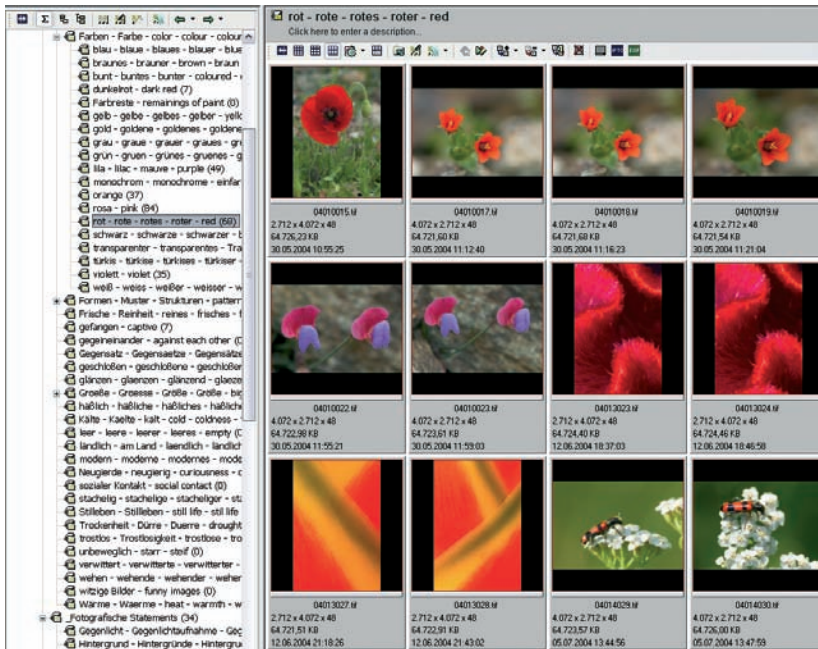 Farben - Farbe - color - colour - colour
blau - blaue - blaues - blauer - blue
braunes - brauner - brown - braun
bunt - buntes - bunter - coloured -
dunkelrot - dark red (7)
Farbreste - remainings of paint (0)
gelb - gelbe - gelbes - gelber - yell
gold - goldene - goldenes - goldene
grau - graue - grauer - graues - gr
grün - gruen - grünes - gruenes - g
lila - lilac - mauve - purple (49)
monochrom - monochrome - einfar
orange (37)
rosa - pink (84)
rot - rote - rotes - roter - red (68)
schwarz - schwarze - schwarzer - b
transparenter - transparentes - Tra
türkis - türkise - türkises - türkiser -
violett - violet (35)
weiß - weiss - weißer - weisser - w
Formen - Muster - Strukturen - pattern
Frische - Reinheit - reines - frisches - f
gefangen - captive (7)
gegeneinander - against each other (0
Gegensatz - Gegensaetze - Gegensätze
geschloßen - geschloßene - geschloßer
glänzen - glaenzen - glänzend - glaeze
Groeße - Groesse - Größe - Größe - big
häßlich - häßliche - häßliches - häßlich
Kälte - Kaelte - kalt - cold - coldness -
leer - leere - leerer - leeres - empty (0
ländlich - am Land - laendlich - ländlich
modern - moderne - modernes - mode
Neugierde - neugierig - curiousness - c
sozialer Kontakt - social contact (0)
stachelig - stachelige - stacheliger - sta
Stilleben - Stillleben - still life - still life
Trockenheit - Dürre - Duerre - drought
trostlos - Trostlosigkeit - trostlose - tro
unbeweglich - starr - steif (0)
verwittert - verwitterte - verwitterter -
wehen - wehende - wehender - weher
witzige Bilder - funny images (0)
Wärme - Waerme - heat - warmth - w
_Fotografische Statements (34)
Gegenlicht - Gegenlichtaufnahme - Geg
Hintergrund - Hintergründe - Hintergru
rot - rote - rotes - roter - red
Click here to enter a description...
04010015.tif
2.712 x 4.072 x 48
64.726,23 KB
30.05.2004 10:55:25
04010017.tif
4.072 x 2.712 x 48
64.721,60 KB
30.05.2004 11:12:40
04010018.tif
4.072 x 2.712 x 48
64.721,68 KB
30.05.2004 11:16:23
04010019.tif
4.072 x 2.712 x 48
64.721,54 KB
30.05.2004 11:21:04
04010022.tif
4.072 x 2.712 x 48
64.722,98 KB
30.05.2004 11:55:21
04010023.tif
4.072 x 2.712 x 48
64.723,61 KB
30.05.2004 11:59:03
04013023.tif
2.712 x 4.072 x 48
64.724,40 KB
12.06.2004 18:37:03
04013024.tif
2.712 x 4.072 x 48
64.724,46 KB
12.06.2004 18:46:58
04013027.tif
2.712 x 4.072 x 48
64.721,51 KB
12.06.2004 21:18:26
04013028.tif
2.712 x 4.072 x 48
64.722,91 KB
12.06.2004 21:43:02
04014029.tif
4.072 x 2.712 x 48
64.723,57 KB
05.07.2004 13:44:56
04014030.tif
4.072 x 2.712 x 48
64.726,00 KB
05.07.2004 13:47:59